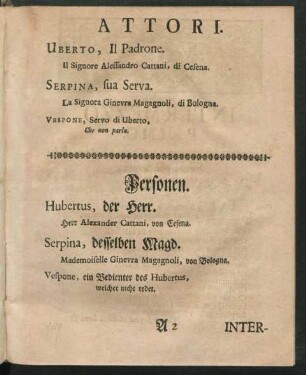 ATTORI.
UBERTO, Il Padrone.
Il Signore Alessandro Cattani, di Cesena.
SERPINA, sua Serva.
La Signora Ginevra Magagnoli, di Bologna.
VESPONE, Servo di Uberto,
Che non parla.
Personen.
Hubertus, der Herr.
Herr Alexander Cattani, von Cesena.
Serpina, desselben Magd.
Mademoiselle Ginevra Magagnoli, von Bologna.
Vespone, ein Bedienter des Hubertus,
welcher nicht redet.
A 2 INTER-